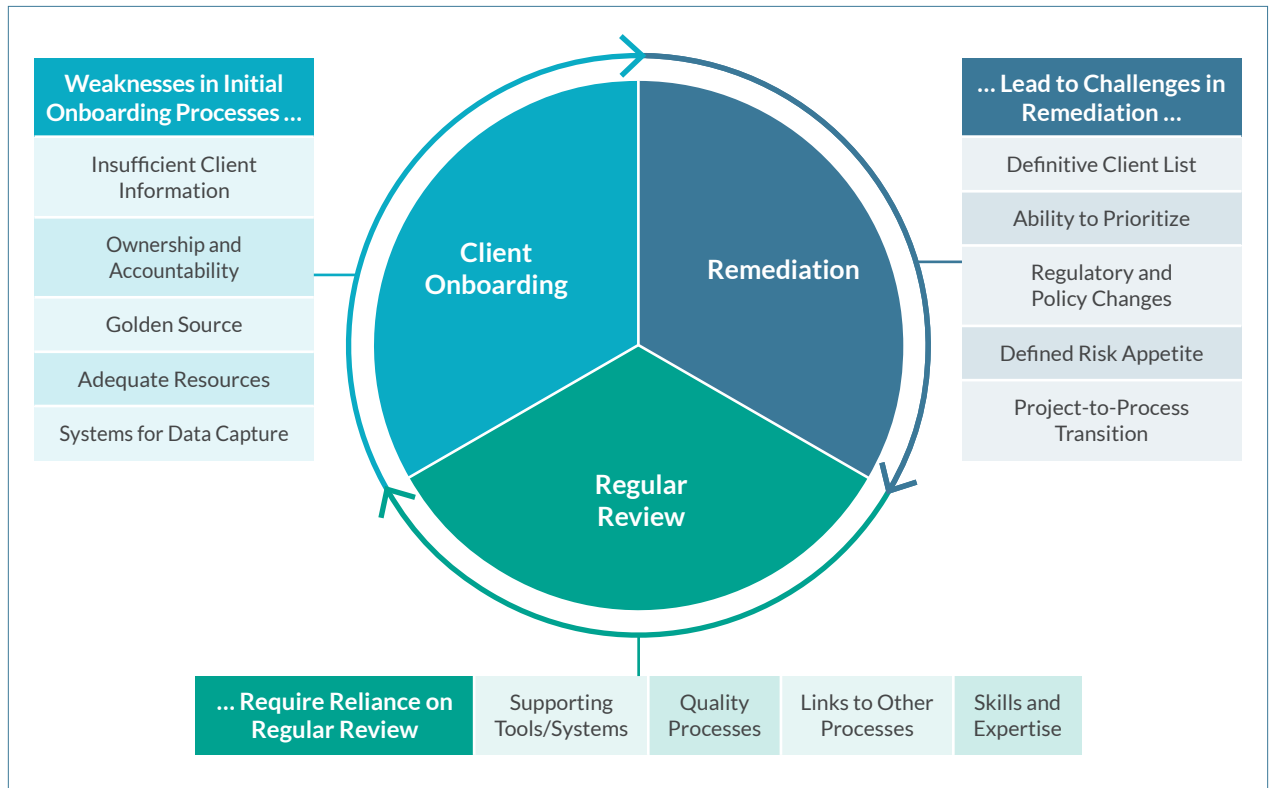 Weaknesses in Initial
Onboarding Processes ...
Insufficient Client
Information
Ownership and
Accountability
Golden Source
Adequate Resources
Systems for Data Capture
Client
Onboarding
Remediation
Regular
Review
... Lead to Challenges in
Remediation ...
Definitive Client List
Ability to Prioritize
Regulatory and
Policy Changes
Defined Risk Appetite
Project-to-Process
Transition
... Require Reliance on
Regular Review
Supporting
Tools/Systems
Quality
Processes
Links to Other
Processes
Skills and
Expertise